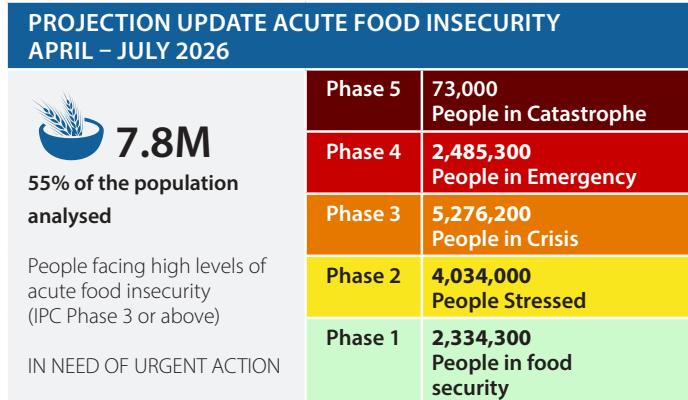 PROJECTION UPDATE ACUTE FOOD INSECURITY
APRIL – JULY 2026
7.8M
55% of the population
analysed
People facing high levels of
acute food insecurity
(IPC Phase 3 or above)
IN NEED OF URGENT ACTION
Phase 5
73,000
People in Catastrophe
Phase 4
2,485,300
People in Emergency
Phase 3
5,276,200
People in Crisis
Phase 2
4,034,000
People Stressed
Phase 1
2,334,300
People in food
security